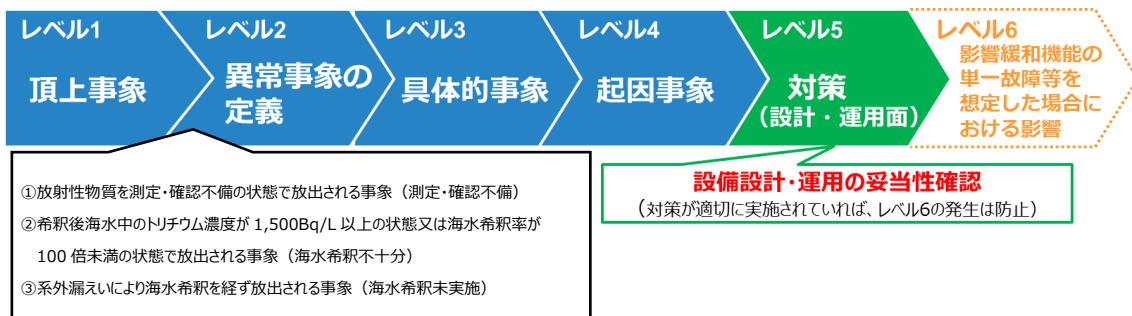 レベル1
頂上事象
レベル2
異常事象の
定義
レベル3
具体的事象
レベル4
起因事象
レベル5
対策
（設計・運用面）
レベル6
影響緩和機能の
単一故障等を
想定した場合に
おける影響
①放射性物質を測定・確認不備の状態で放出される事象（測定・確認不備）
②希釈後海水中のトリチウム濃度が 1,500Bq/L 以上の状態又は海水希釈率が
100 倍未満の状態で放出される事象（海水希釈不十分）
③系外漏えいにより海水希釈を経ず放出される事象（海水希釈未実施）
設備設計・運用の妥当性確認
（対策が適切に実施されていれば、レベル6の発生は防止）